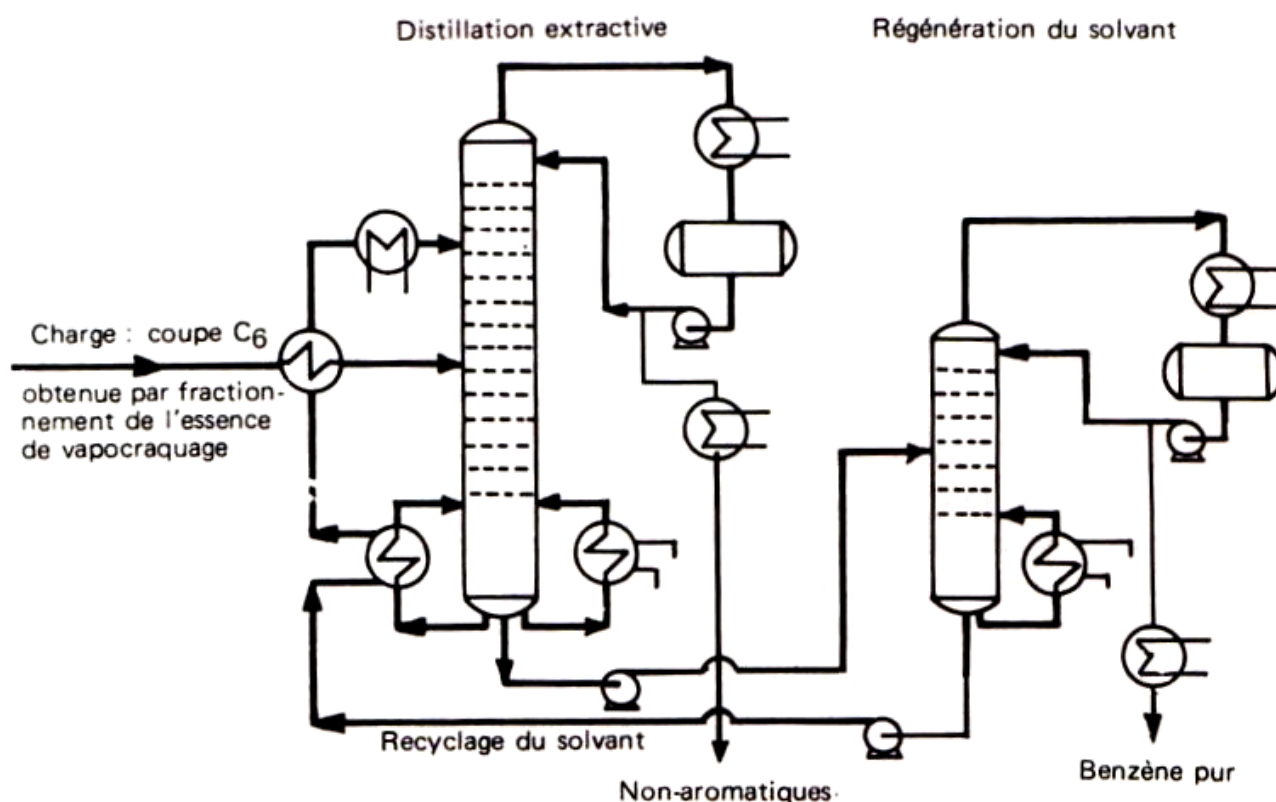 Distillation extractive
Régénération du solvant
Charge : coupe C6
obtenue par fraction-
nement de l'essence
de vapocraquage
Recyclage du solvant
Non-aromatiques
Benzène pur